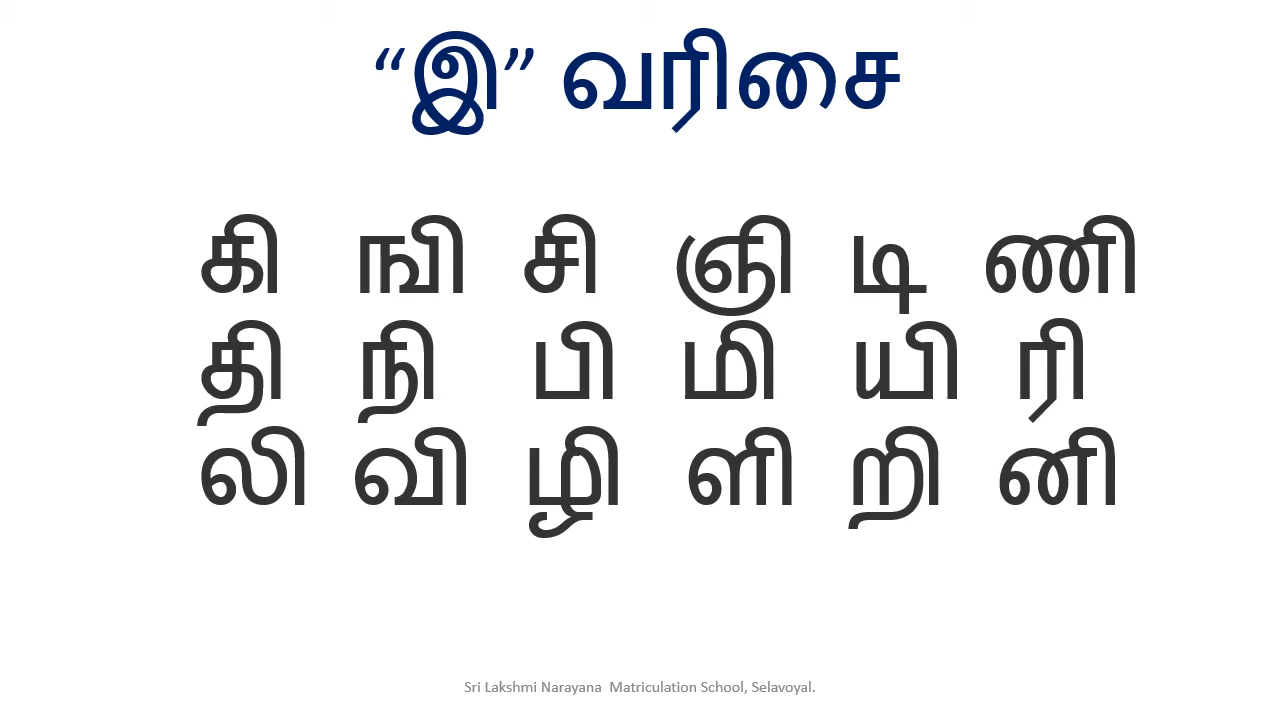 “இ” வரிசை
கி ஙி சி ஞி டி ணி
தி நி பி மி யி ரி
லி வி ழி ளி றி னி
Sri Lakshmi Narayana Matriculation School, Selavoyal.